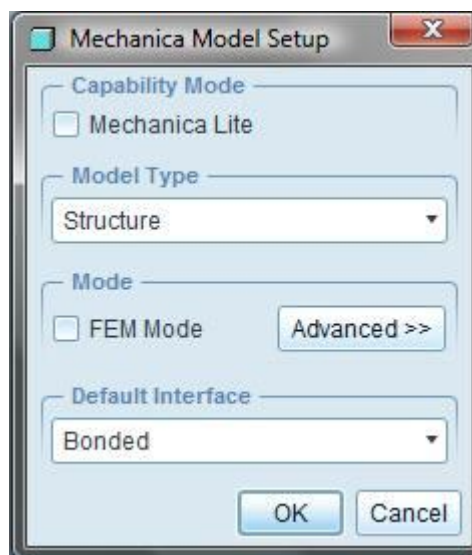 Mechanica Model Setup
Capability Mode
Mechanica Lite
Model Type
Structure
Mode
FEM Mode
Advanced >>
Default Interface
Bonded
OK
Cancel